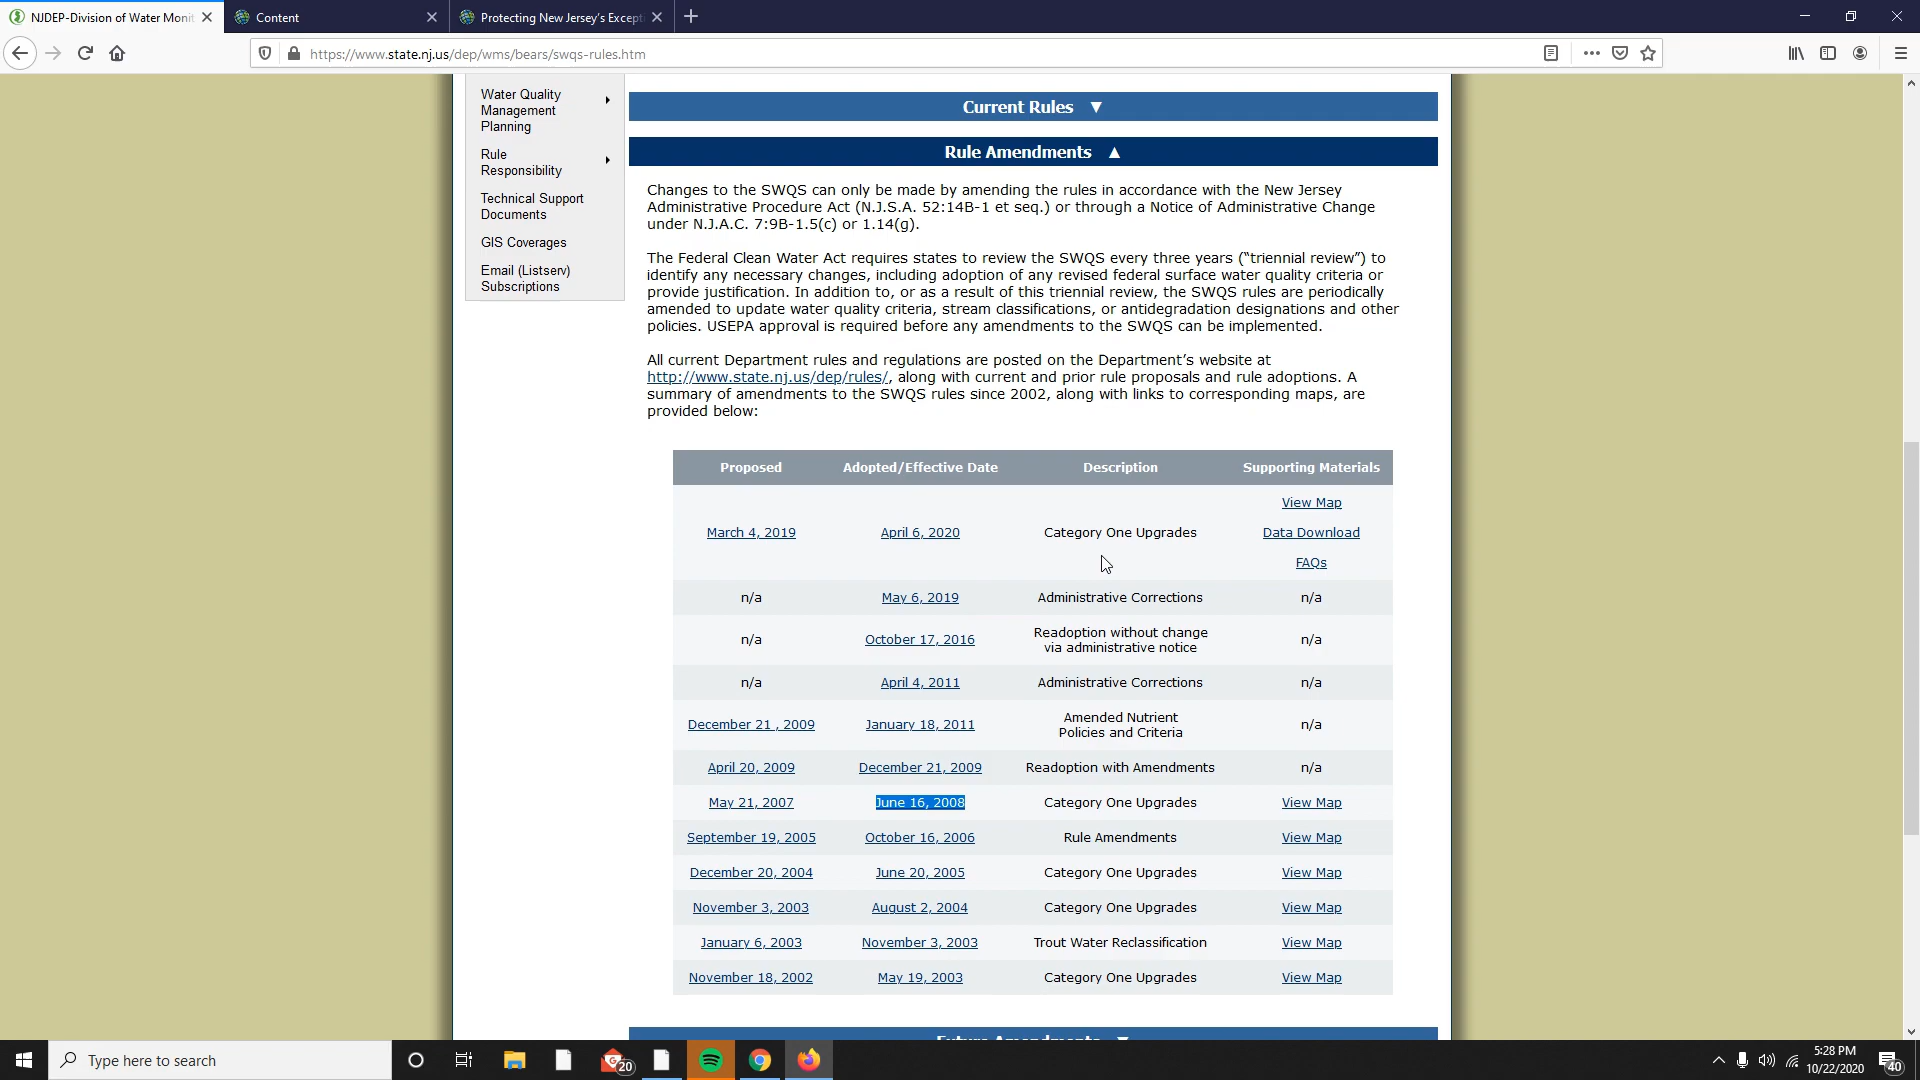 NJDEP-Division of Water Monit
Content
Protecting New Jersey's Except
https://www.state.nj.us/dep/wms/bears/swqs-rules.htm
Water Quality
Management
Planning
Rule
Responsibility
Technical Support
Documents
GIS Coverages
Email (Listserv)
Subscriptions
Current Rules ▼
Rule Amendments ▲
Changes to the SWQS can only be made by amending the rules in accordance with the New Jersey
Administrative Procedure Act (N.J.S.A. 52:14B-1 et seq.) or through a Notice of Administrative Change
under N.J.A.C. 7:9B-1.5(c) or 1.14(g).
The Federal Clean Water Act requires states to review the SWQS every three years (“triennial review”) to
identify any necessary changes, including adoption of any revised federal surface water quality criteria or
provide justification. In addition to, or as a result of this triennial review, the SWQS rules are periodically
amended to update water quality criteria, stream classifications, or antidegradation designations and other
policies. USEPA approval is required before any amendments to the SWQS can be implemented.
All current Department rules and regulations are posted on the Department’s website at
http://www.state.nj.us/dep/rules/, along with current and prior rule proposals and rule adoptions. A
summary of amendments to the SWQS rules since 2002, along with links to corresponding maps, are
provided below:
Proposed Adopted/Effective Date Description Supporting Materials
View Map
March 4, 2019 April 6, 2020 Category One Upgrades Data Download
FAQs
n/a May 6, 2019 Administrative Corrections n/a
n/a October 17, 2016 Readoption without change n/a
via administrative notice
n/a April 4, 2011 Administrative Corrections n/a
December 21 , 2009 January 18, 2011 Amended Nutrient n/a
Policies and Criteria
April 20, 2009 December 21, 2009 Readoption with Amendments n/a
May 21, 2007 June 16, 2008 Category One Upgrades View Map
September 19, 2005 October 16, 2006 Rule Amendments View Map
December 20, 2004 June 20, 2005 Category One Upgrades View Map
November 3, 2003 August 2, 2004 Category One Upgrades View Map
January 6, 2003 November 3, 2003 Trout Water Reclassification View Map
November 18, 2002 May 19, 2003 Category One Upgrades View Map
Future Amendments ▼
Type here to search
20
5:28 PM
10/22/2020
40